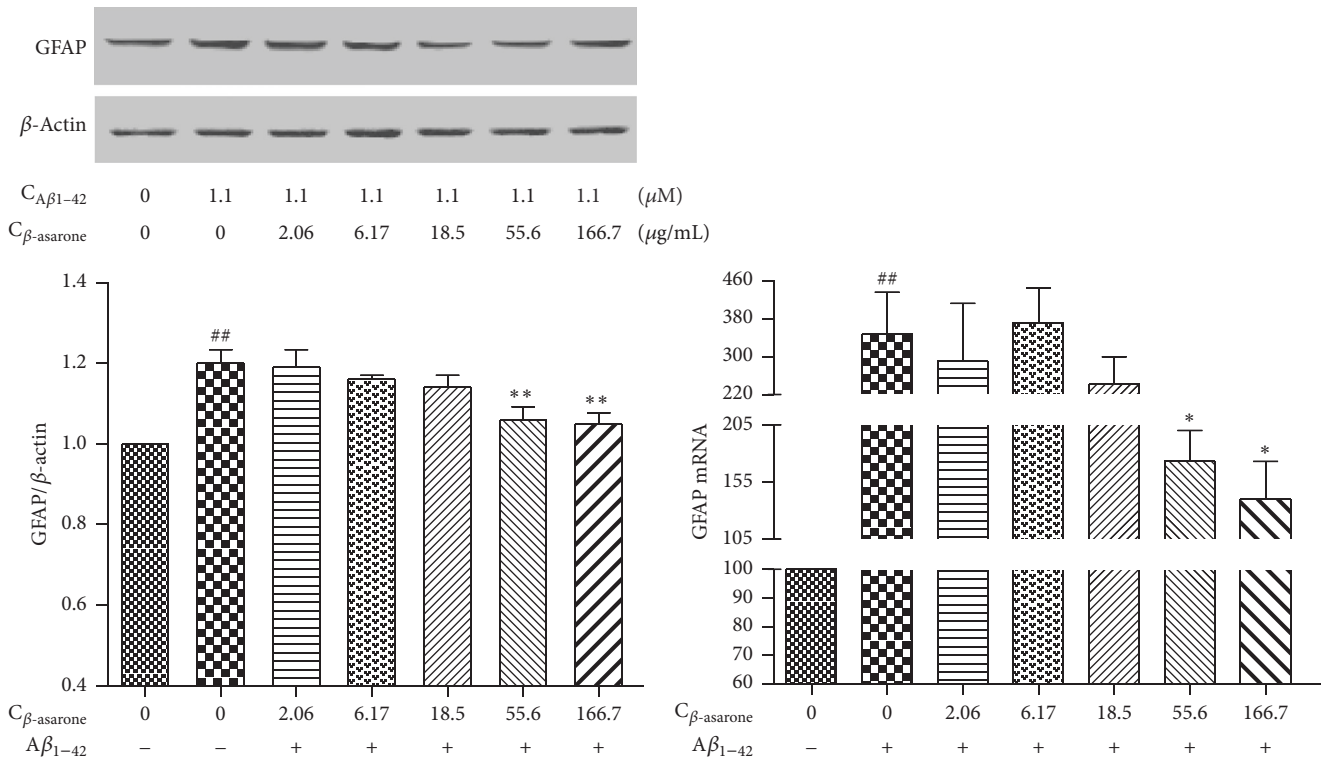 GFAP
β-Actin
C_Aβ1−42 0 1.1 1.1 1.1 1.1 1.1 1.1 (μM)
C_β-asarone 0 0 2.06 6.17 18.5 55.6 166.7 (μg/mL)
GFAP/β-actin
1.4
1.2
1.0
0.8
0.6
0.4
##
**
**
C_β-asarone 0 0 2.06 6.17 18.5 55.6 166.7
Aβ1−42 − − + + + + +
GFAP mRNA
460
380
300
220
205
155
105
100
90
80
70
60
##
*
*
C_β-asarone 0 0 2.06 6.17 18.5 55.6 166.7
Aβ1−42 − + + + + + +